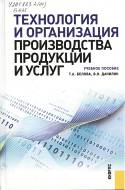 ТЕХНОЛОГИЯ И ОРГАНИЗАЦИЯ
ПРОИЗВОДСТВА
ПРОДУКЦИИ И УСЛУГ
УЧЕБНОЕ ПОСОБИЕ
Т.А. БЕЛОВА, В.Н. ДАНИЛИН
КНОРУС